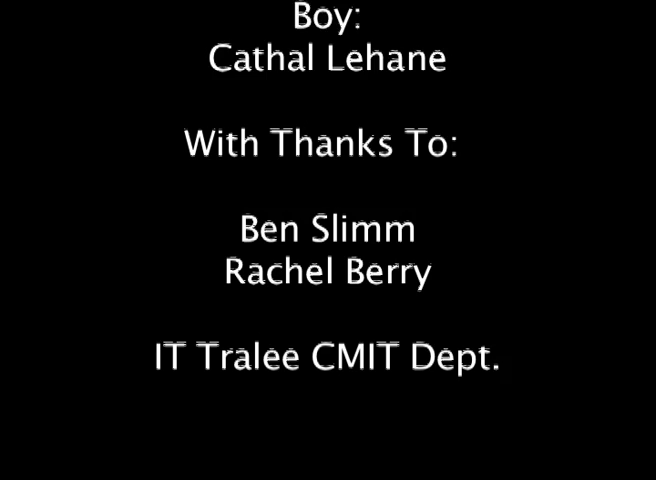 Boy:
Cathal Lehane
With Thanks To:
Ben Slimm
Rachel Berry
IT Tralee CMIT Dept.